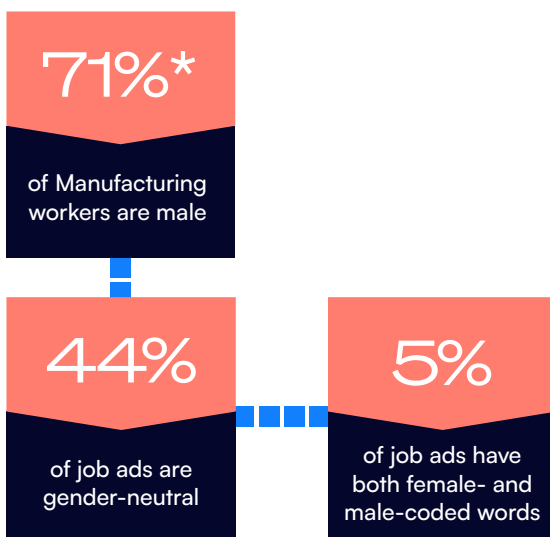 71%*
of Manufacturing
workers are male
44%
of job ads are
gender-neutral
5%
of job ads have
both female- and
male-coded words